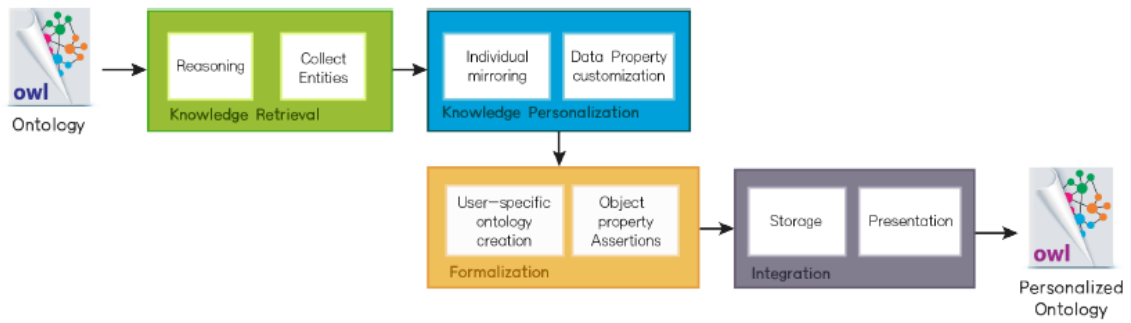 owl
Ontology
Reasoning
Collect
Entities
Knowledge Retrieval
Individual
mirroring
Data Property
customization
Knowledge Personalization
User-specific
ontology
creation
Object
property
Assertions
Formalization
Storage
Presentation
Integration
owl
Personalized
Ontology